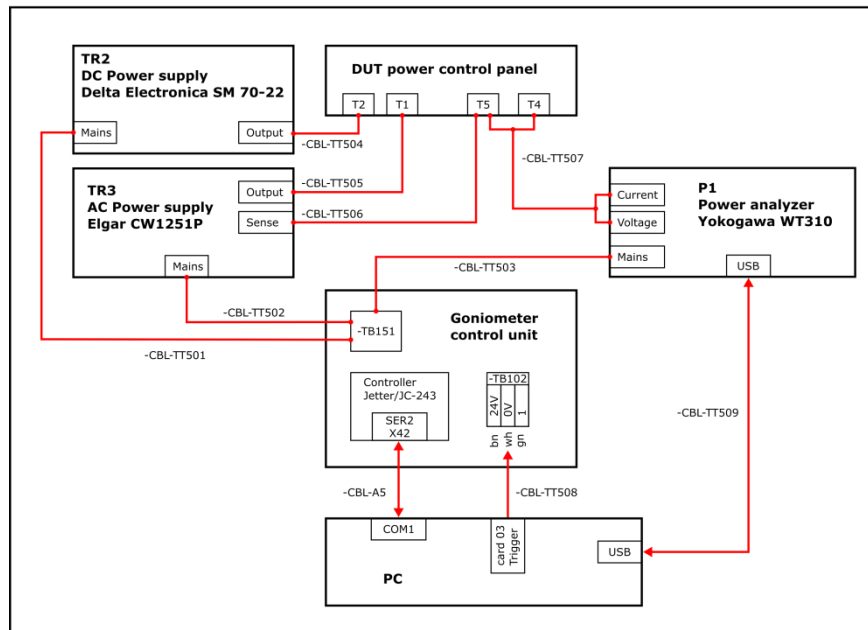 TR2
DC Power supply
Delta Electronica SM 70-22
Mains
Output
DUT power control panel
T2
T1
T5
T4
-CBL-TT504
-CBL-TT507
TR3
AC Power supply
Elgar CW1251P
Output
Sense
Mains
-CBL-TT505
-CBL-TT506
P1
Power analyzer
Yokogawa WT310
Current
Voltage
Mains
USB
-CBL-TT503
-CBL-TT502
-CBL-TT501
Goniometer
control unit
-TB151
Controller
Jetter/JC-243
SER2
X42
-TB102
24V
0V
1
bn
wh
gn
-CBL-TT509
-CBL-A5
-CBL-TT508
COM1
card 03
Trigger
USB
PC